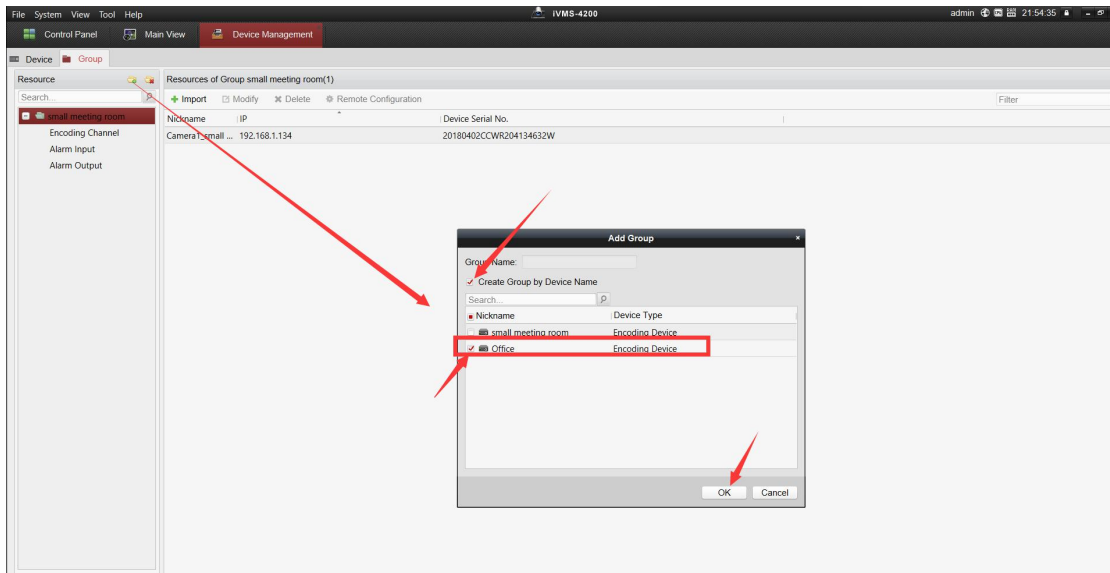 File System View Tool Help iVMS-4200 admin 21:54:35
Control Panel Main View Device Management
Device Group
Resource Resources of Group small meeting room(1)
Search... Import Modify Delete Remote Configuration Filter
small meeting room Nickname IP Device Serial No.
Encoding Channel Camera1_small ... 192.168.1.134 20180402CCWR204134632W
Alarm Input
Alarm Output
Add Group
Group Name:
Create Group by Device Name
Search...
Nickname Device Type
small meeting room Encoding Device
Office Encoding Device
OK Cancel